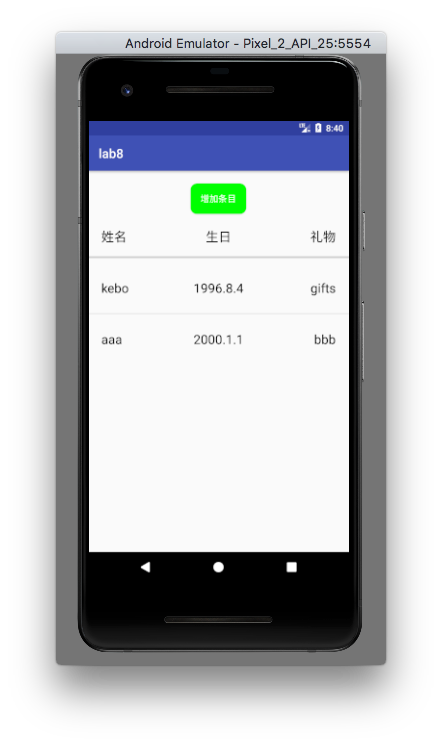 Android Emulator - Pixel_2_API_25:5554
8:40
lab8
增加条目
姓名 生日 礼物
kebo 1996.8.4 gifts
aaa 2000.1.1 bbb